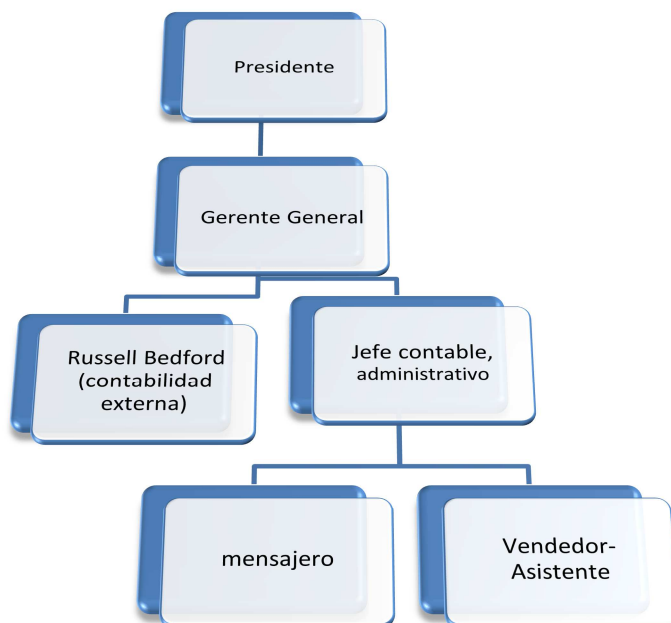 Presidente
Gerente General
Russell Bedford
(contabilidad
externa)
Jefe contable,
administrativo
mensajero
Vendedor-
Asistente